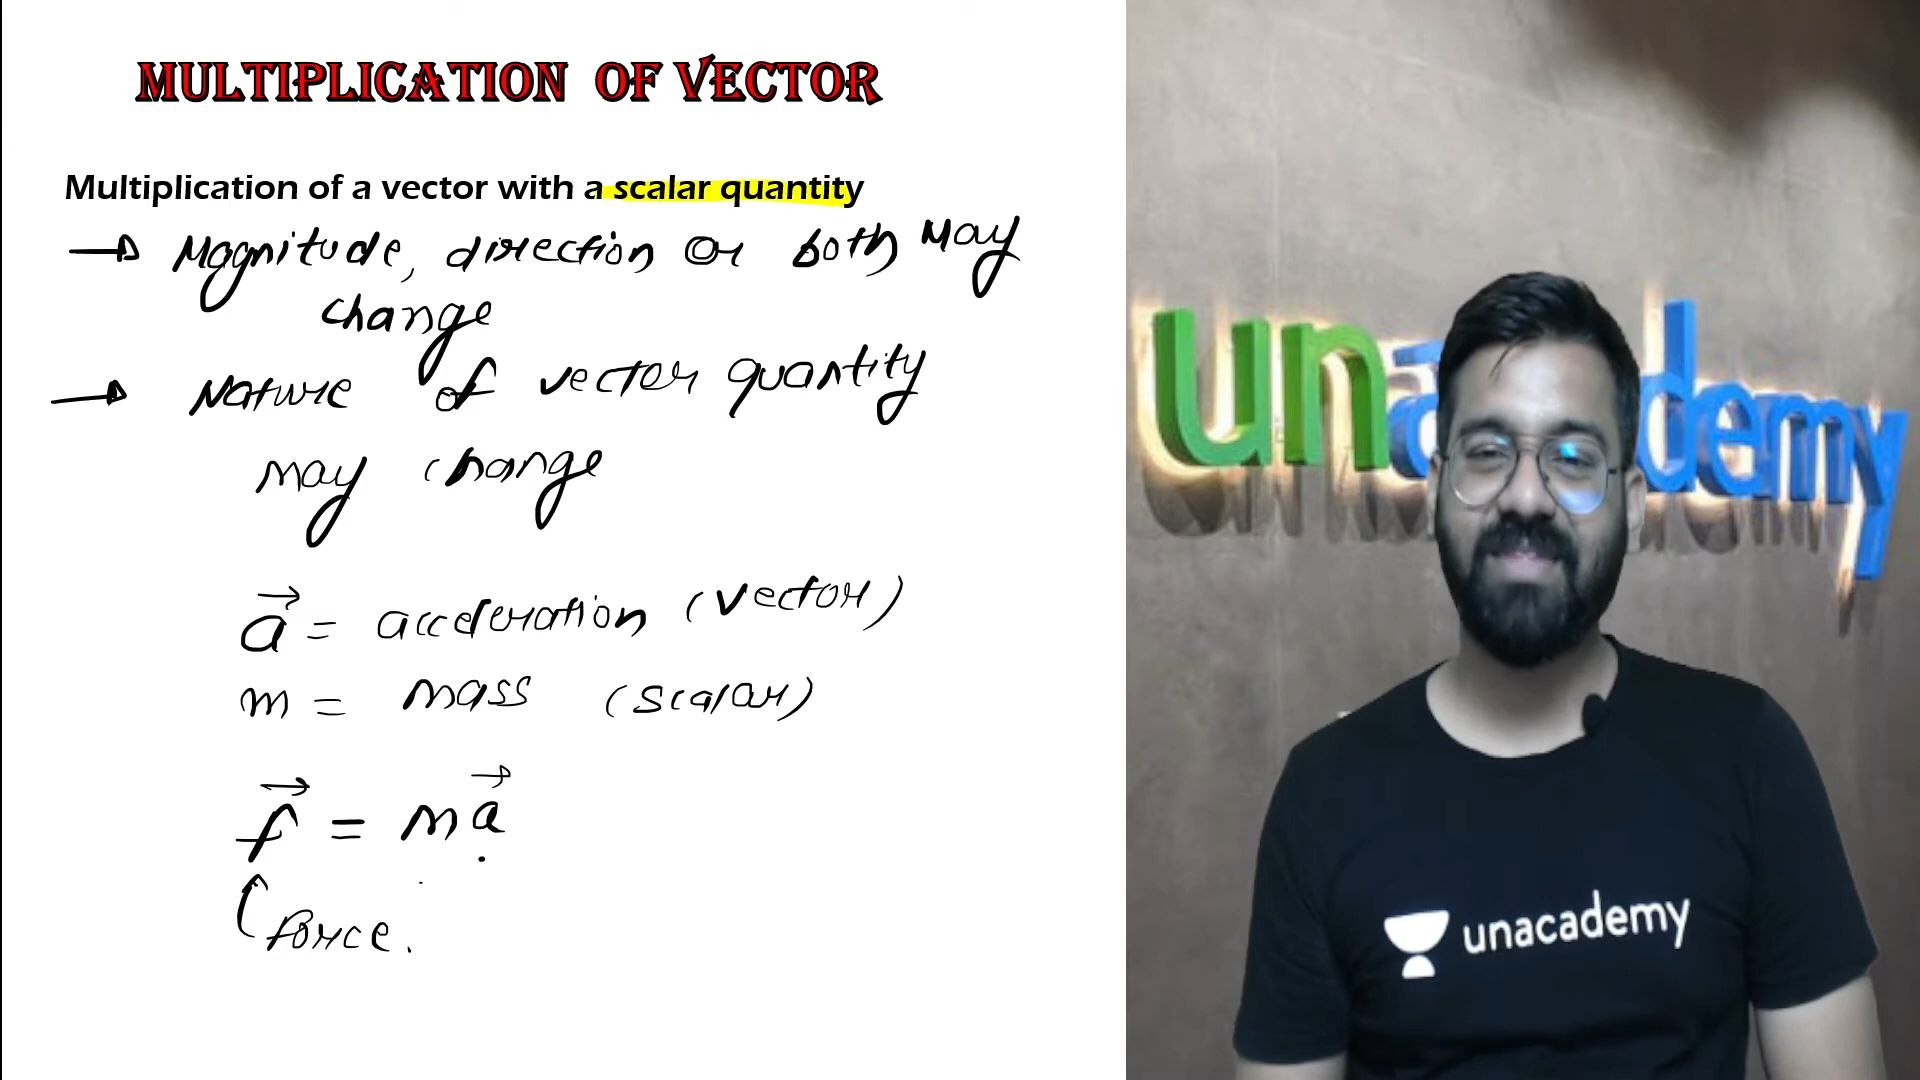 MULTIPLICATION OF VECTOR
Multiplication of a vector with a scalar quantity
→ Magnitude, direction or both may
change
→ Nature of vector quantity
may change
a⃗ = acceleration (vector)
m = mass (scalar)
f⃗ = ma⃗
force.
unacademy
unacademy